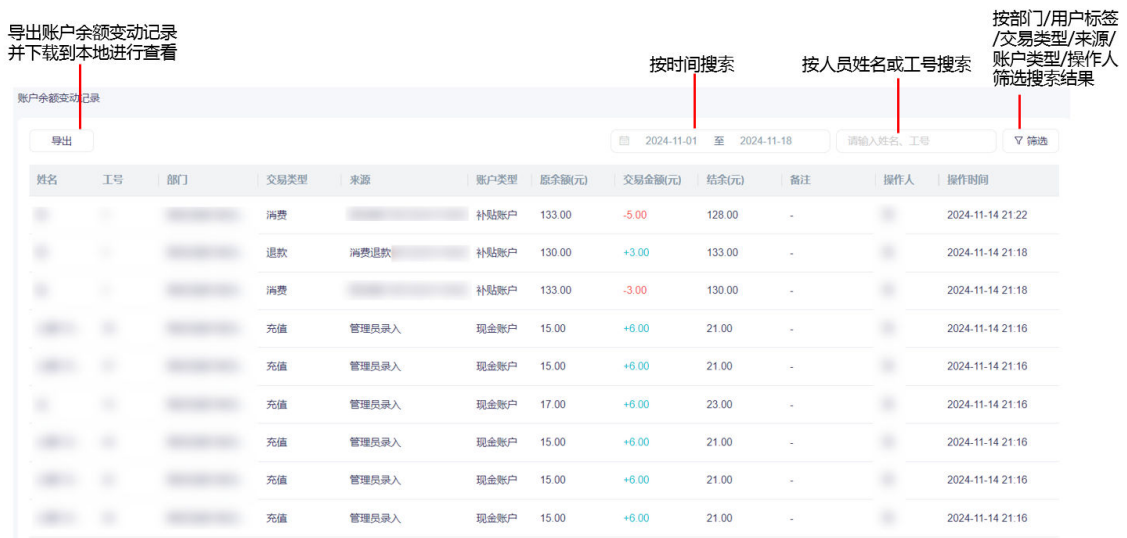 导出账户余额变动记录
并下载到本地进行查看
按时间搜索
按人员姓名或工号搜索
按部门/用户标签
/交易类型/来源/
账户类型/操作人
筛选搜索结果
账户余额变动记录
导出
2024-11-01 至 2024-11-18 请输入姓名、工号 筛选
姓名 工号 部门 交易类型 来源 账户类型 原余额(元) 交易金额(元) 结余(元) 备注 操作人 操作时间
消费 补贴账户 133.00 -5.00 128.00 - 2024-11-14 21:22
退款 消费退款 补贴账户 130.00 +3.00 133.00 - 2024-11-14 21:18
消费 补贴账户 133.00 -3.00 130.00 - 2024-11-14 21:18
充值 管理员录入 现金账户 15.00 +6.00 21.00 - 2024-11-14 21:16
充值 管理员录入 现金账户 15.00 +6.00 21.00 - 2024-11-14 21:16
充值 管理员录入 现金账户 17.00 +6.00 23.00 - 2024-11-14 21:16
充值 管理员录入 现金账户 15.00 +6.00 21.00 - 2024-11-14 21:16
充值 管理员录入 现金账户 15.00 +6.00 21.00 - 2024-11-14 21:16
充值 管理员录入 现金账户 15.00 +6.00 21.00 - 2024-11-14 21:16